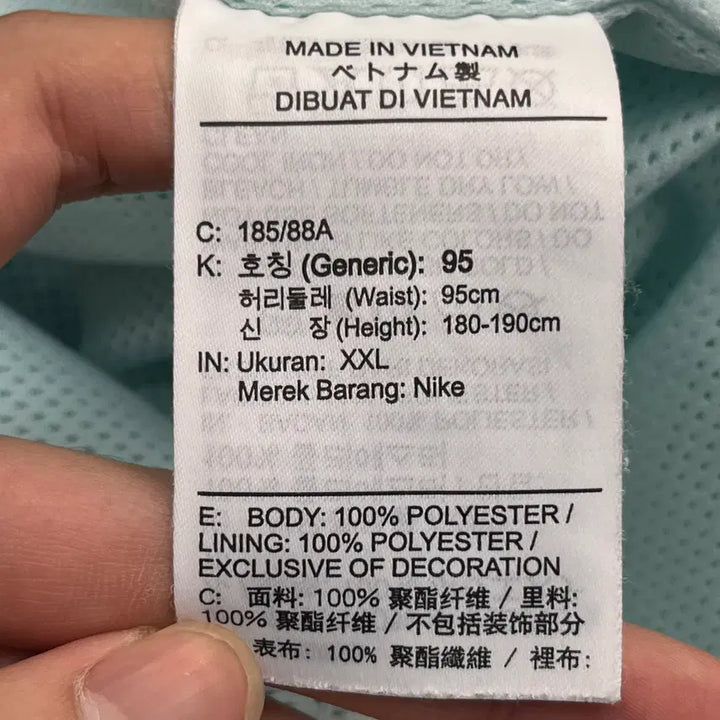 MADE IN VIETNAM
ベトナム製
DIBUAT DI VIETNAM
C: 185/88A
K: 호칭 (Generic): 95
허리둘레 (Waist): 95cm
신 장 (Height): 180-190cm
IN: Ukuran: XXL
Merek Barang: Nike
E: BODY: 100% POLYESTER /
LINING: 100% POLYESTER /
EXCLUSIVE OF DECORATION
C: 面料: 100% 聚酯纤维 / 里料:
100% 聚酯纤维 / 不包括装饰部分
表布: 100% 聚酯纖維 / 裡布: